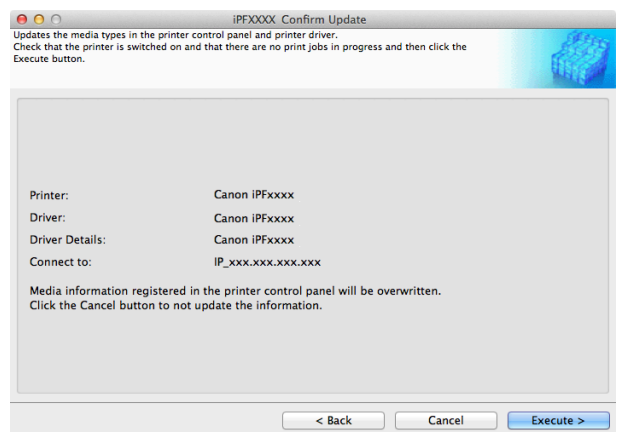 iPFXXXX Confirm Update
Updates the media types in the printer control panel and printer driver.
Check that the printer is switched on and that there are no print jobs in progress and then click the
Execute button.
Printer: Canon iPFxxxx
Driver: Canon iPFxxxx
Driver Details: Canon iPFxxxx
Connect to: IP_xxx.xxx.xxx.xxx
Media information registered in the printer control panel will be overwritten.
Click the Cancel button to not update the information.
< Back Cancel Execute >